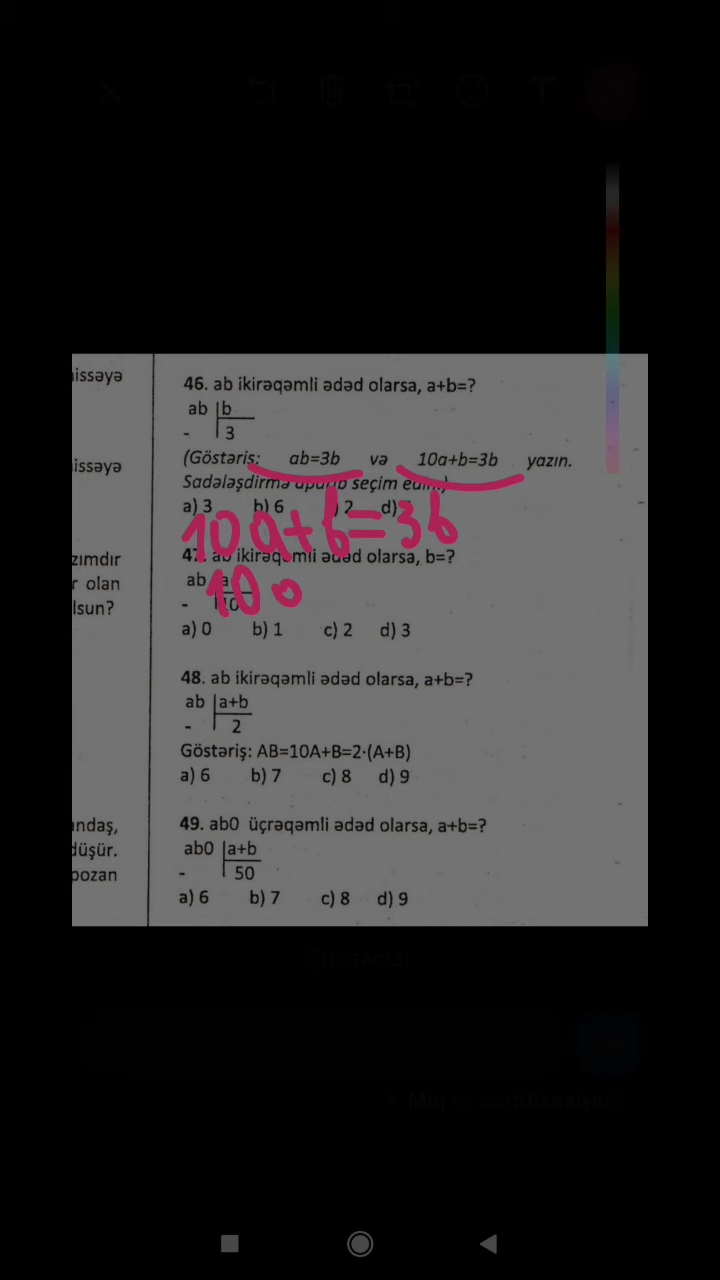 issəyə
issəyə
zımdır
r olan
lsun?
ndaş,
düşür.
pozan
46. ab ikirəqəmli ədəd olarsa, a+b=?
ab b
- 3
(Göstəriş: ab=3b və 10a+b=3b yazın.
Sadələşdirmə aparıb seçim edin.)
a) 3 b) 6 2 d)
10a+b=3b
47. ab ikirəqəmli ədəd olarsa, b=?
ab a
- 10
10
a) 0 b) 1 c) 2 d) 3
48. ab ikirəqəmli ədəd olarsa, a+b=?
ab a+b
- 2
Göstəriş: AB=10A+B=2·(A+B)
a) 6 b) 7 c) 8 d) 9
49. ab0 üçrəqəmli ədəd olarsa, a+b=?
ab0 a+b
- 50
a) 6 b) 7 c) 8 d) 9